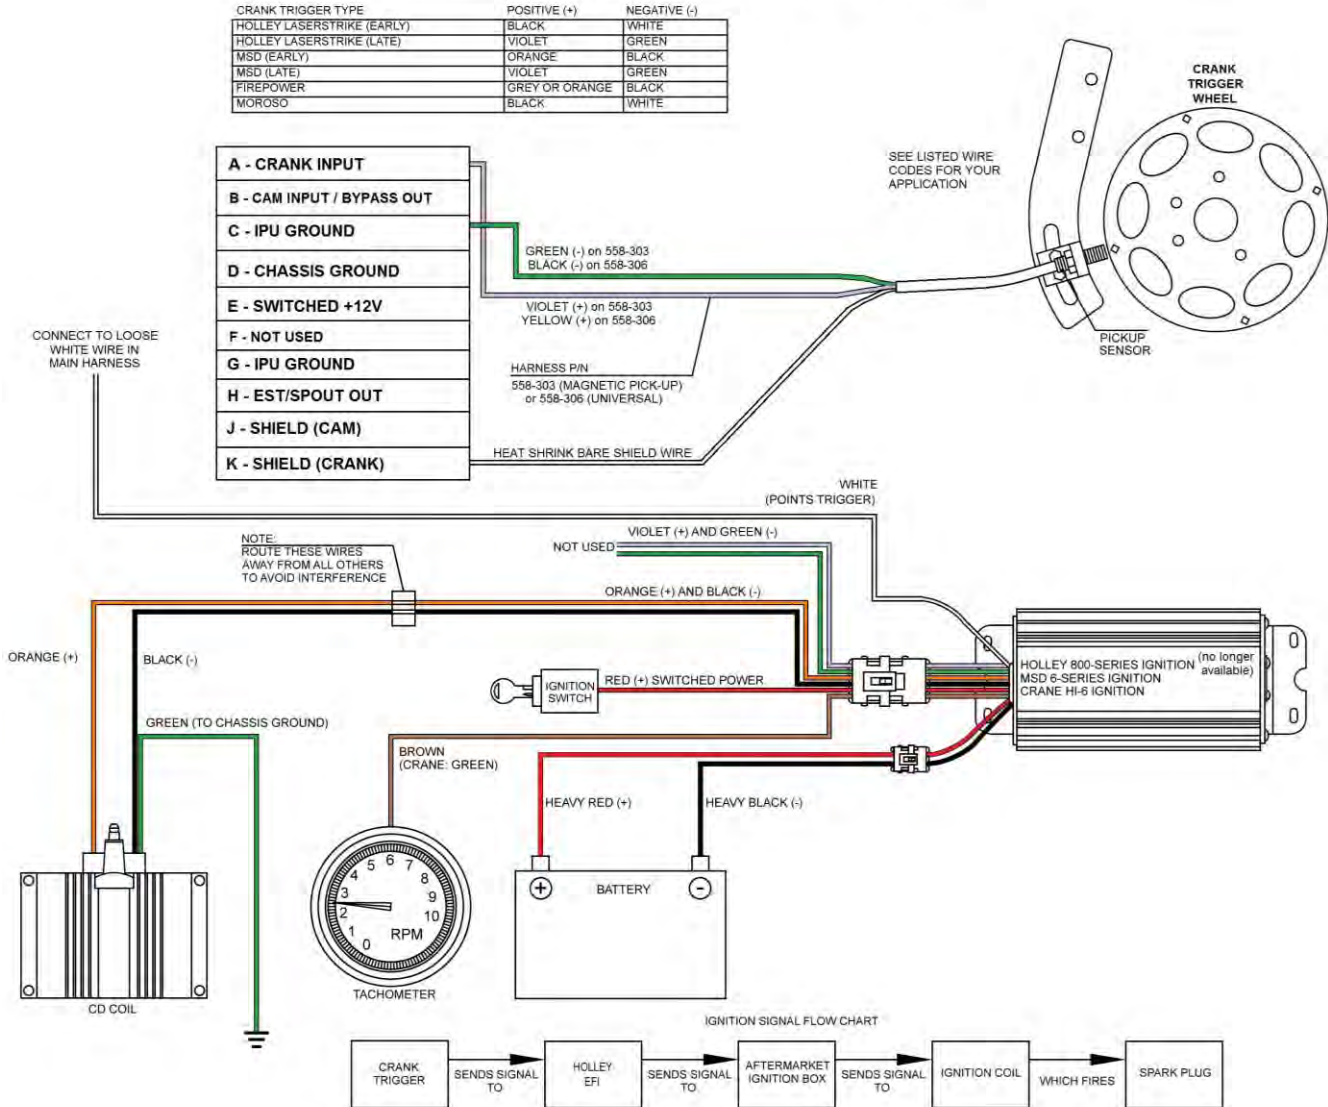 CRANK TRIGGER TYPE POSITIVE (+) NEGATIVE (-)
HOLLEY LASERSTRIKE (EARLY) BLACK WHITE
HOLLEY LASERSTRIKE (LATE) VIOLET GREEN
MSD (EARLY) ORANGE BLACK
MSD (LATE) VIOLET GREEN
FIREPOWER GREY OR ORANGE BLACK
MOROSO BLACK WHITE
CRANK
TRIGGER
WHEEL
SEE LISTED WIRE
CODES FOR YOUR
APPLICATION
PICKUP
SENSOR
A - CRANK INPUT
B - CAM INPUT / BYPASS OUT
C - IPU GROUND
D - CHASSIS GROUND
E - SWITCHED +12V
F - NOT USED
G - IPU GROUND
H - EST/SPOUT OUT
J - SHIELD (CAM)
K - SHIELD (CRANK)
GREEN (-) on 558-303
BLACK (-) on 558-306
VIOLET (+) on 558-303
YELLOW (+) on 558-306
HARNESS P/N
558-303 (MAGNETIC PICK-UP)
or 558-306 (UNIVERSAL)
HEAT SHRINK BARE SHIELD WIRE
CONNECT TO LOOSE
WHITE WIRE IN
MAIN HARNESS
WHITE
(POINTS TRIGGER)
NOTE:
ROUTE THESE WIRES
AWAY FROM ALL OTHERS
TO AVOID INTERFERENCE
VIOLET (+) AND GREEN (-)
NOT USED
ORANGE (+) AND BLACK (-)
ORANGE (+)
BLACK (-)
GREEN (TO CHASSIS GROUND)
IGNITION
SWITCH
RED (+) SWITCHED POWER
HOLLEY 800-SERIES IGNITION (no longer
available)
MSD 6-SERIES IGNITION
CRANE HI-6 IGNITION
BROWN
(CRANE: GREEN)
HEAVY RED (+)
HEAVY BLACK (-)
+
BATTERY
-
0
1
2
3
4
5
6
7
8
9
10
RPM
TACHOMETER
CD COIL
IGNITION SIGNAL FLOW CHART
CRANK
TRIGGER
SENDS SIGNAL
TO
HOLLEY
EFI
SENDS SIGNAL
TO
AFTERMARKET
IGNITION BOX
SENDS SIGNAL
TO
IGNITION COIL
WHICH FIRES
SPARK PLUG